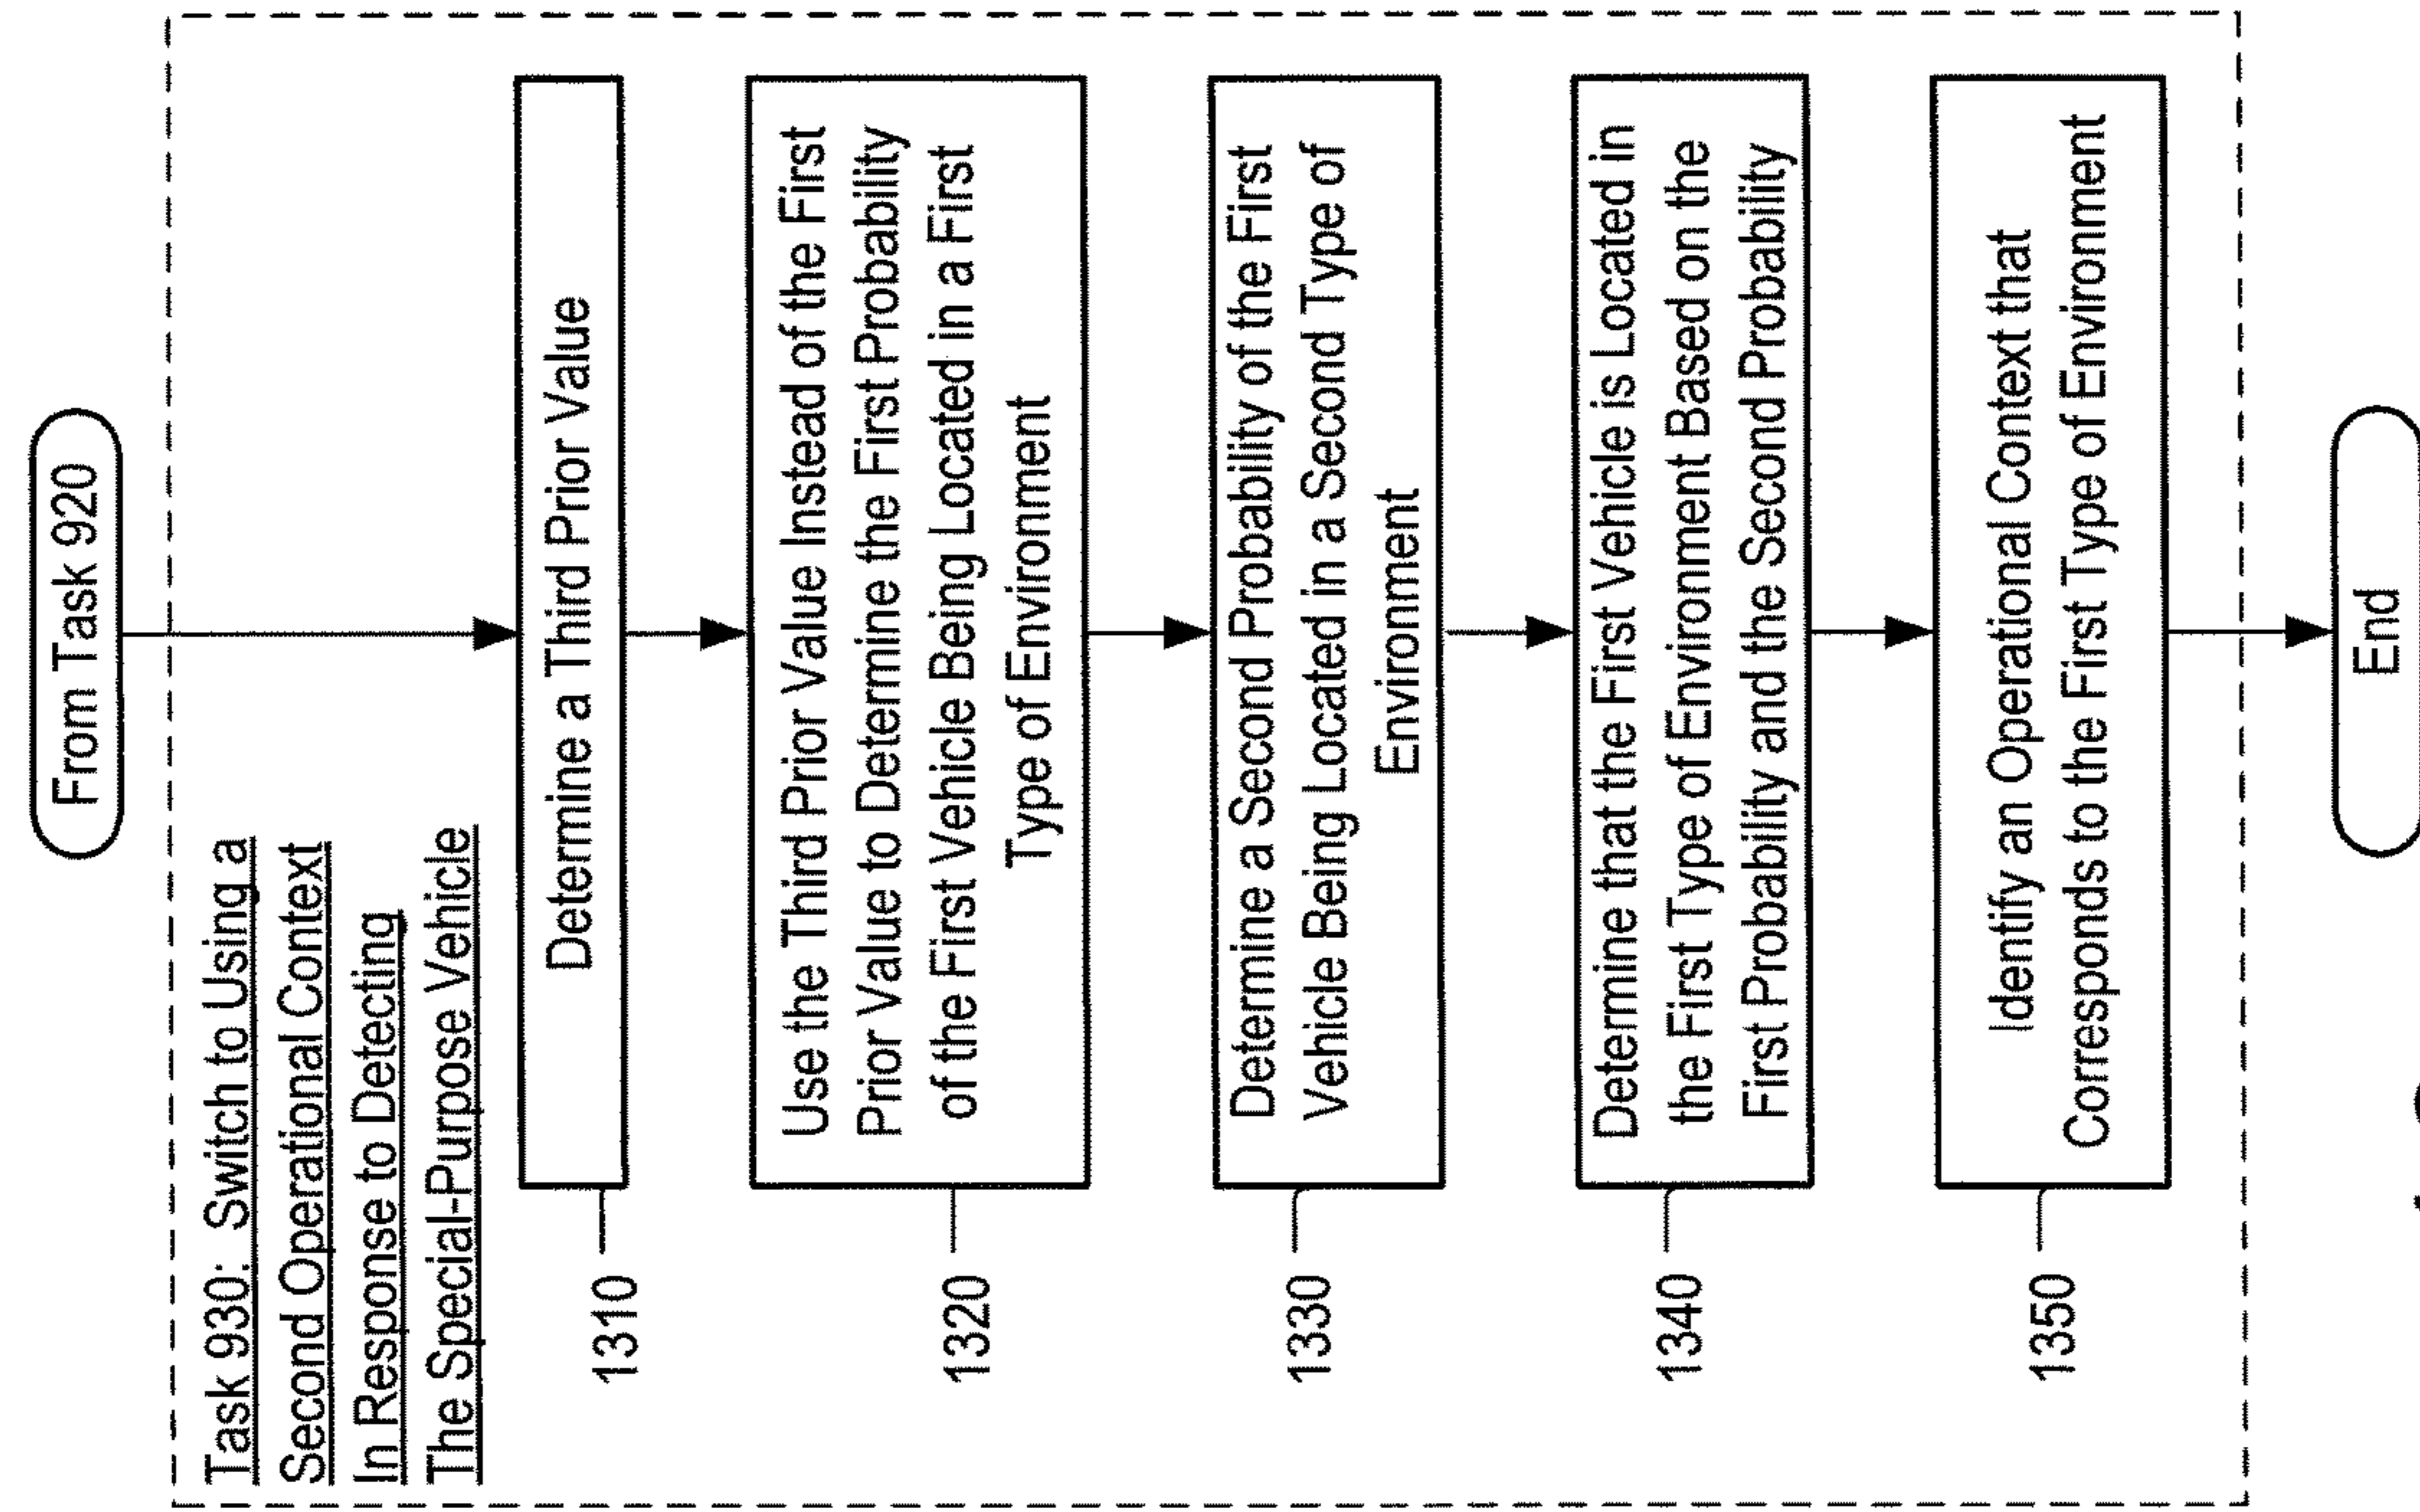 From Task 920
Task 930: Switch to Using a
Second Operational Context
In Response to Detecting
The Special-Purpose Vehicle
1310
Determine a Third Prior Value
1320
Use the Third Prior Value Instead of the First
Prior Value to Determine the First Probability
of the First Vehicle Being Located in a First
Type of Environment
1330
Determine a Second Probability of the First
Vehicle Being Located in a Second Type of
Environment
1340
Determine that the First Vehicle is Located in
the First Type of Environment Based on the
First Probability and the Second Probability
1350
Identify an Operational Context that
Corresponds to the First Type of Environment
End